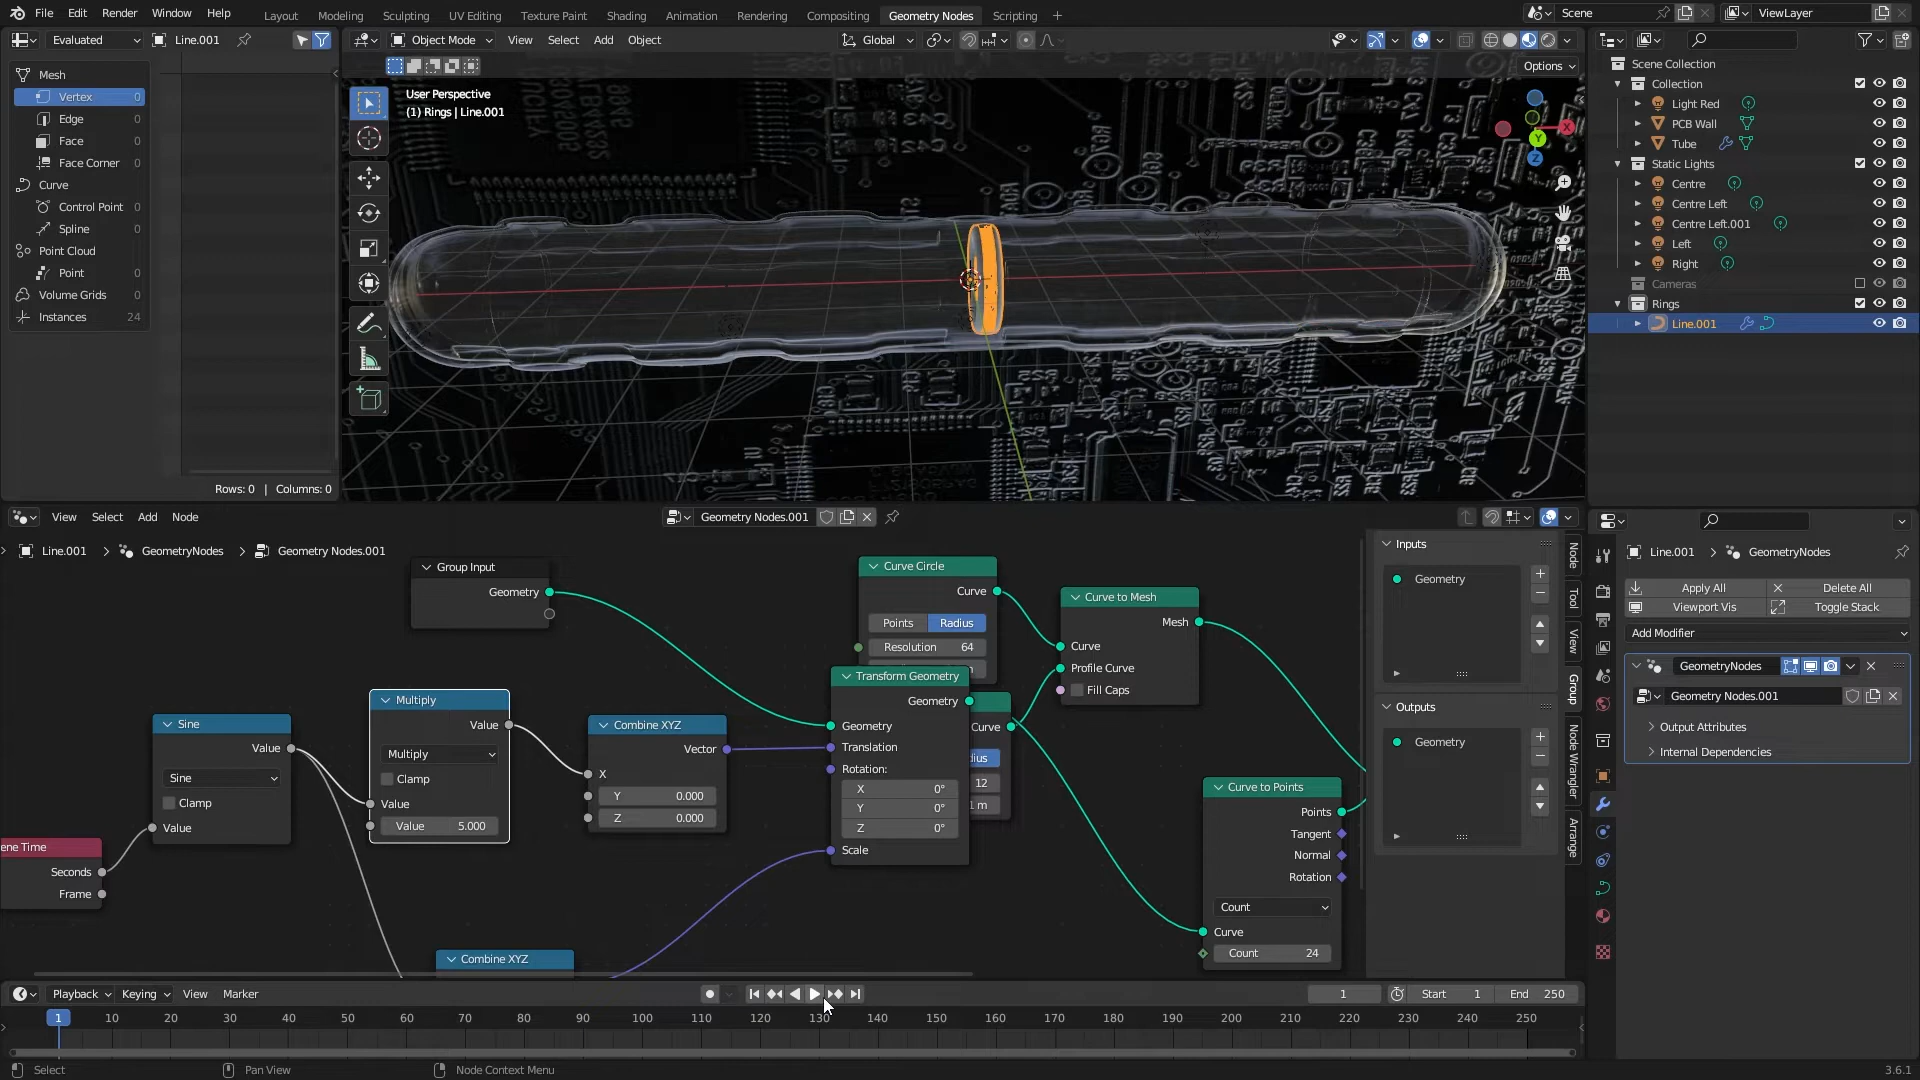 File Edit Render Window Help Layout Modeling Sculpting UV Editing Texture Paint Shading Animation Rendering Compositing Geometry Nodes Scripting + Scene ViewLayer
Evaluated Line.001 Object Mode View Select Add Object Global
Options
Mesh
Vertex 0
Edge 0
Face 0
Face Corner 0
Curve
Control Point 0
Spline 0
Point Cloud
Point 0
Volume Grids 0
Instances 24
Rows: 0 | Columns: 0
User Perspective
(1) Rings | Line.001
X
Y
Z
Scene Collection
Collection
Light Red
PCB Wall
Tube
Static Lights
Centre
Centre Left
Centre Left.001
Left
Right
Cameras
Rings
Line.001
View Select Add Node Geometry Nodes.001
Line.001 GeometryNodes Geometry Nodes.001
Group Input
Geometry
Sine
Value
Sine
Clamp
Value
ene Time
Seconds
Frame
Multiply
Value
Multiply
Clamp
Value
Value 5.000
Combine XYZ
Vector
X
Y 0.000
Z 0.000
Combine XYZ
Curve Circle
Curve
Points Radius
Resolution 64
Transform Geometry
Geometry
Geometry
Translation
Rotation:
X 0°
Y 0°
Z 0°
Scale
Curve
dius
12
1 m
Curve to Mesh
Mesh
Curve
Profile Curve
Fill Caps
Curve to Points
Points
Tangent
Normal
Rotation
Count
Curve
Count 24
Inputs
Geometry
Outputs
Geometry
Node
Tool
View
Group
Node Wrangler
Arrange
Line.001 GeometryNodes
Apply All Delete All
Viewport Vis Toggle Stack
Add Modifier
GeometryNodes
Geometry Nodes.001
Output Attributes
Internal Dependencies
Playback Keying View Marker 1 Start 1 End 250
1 10 20 30 40 50 60 70 80 90 100 110 120 130 140 150 160 170 180 190 200 210 220 230 240 250
Select Pan View Node Context Menu 3.6.1